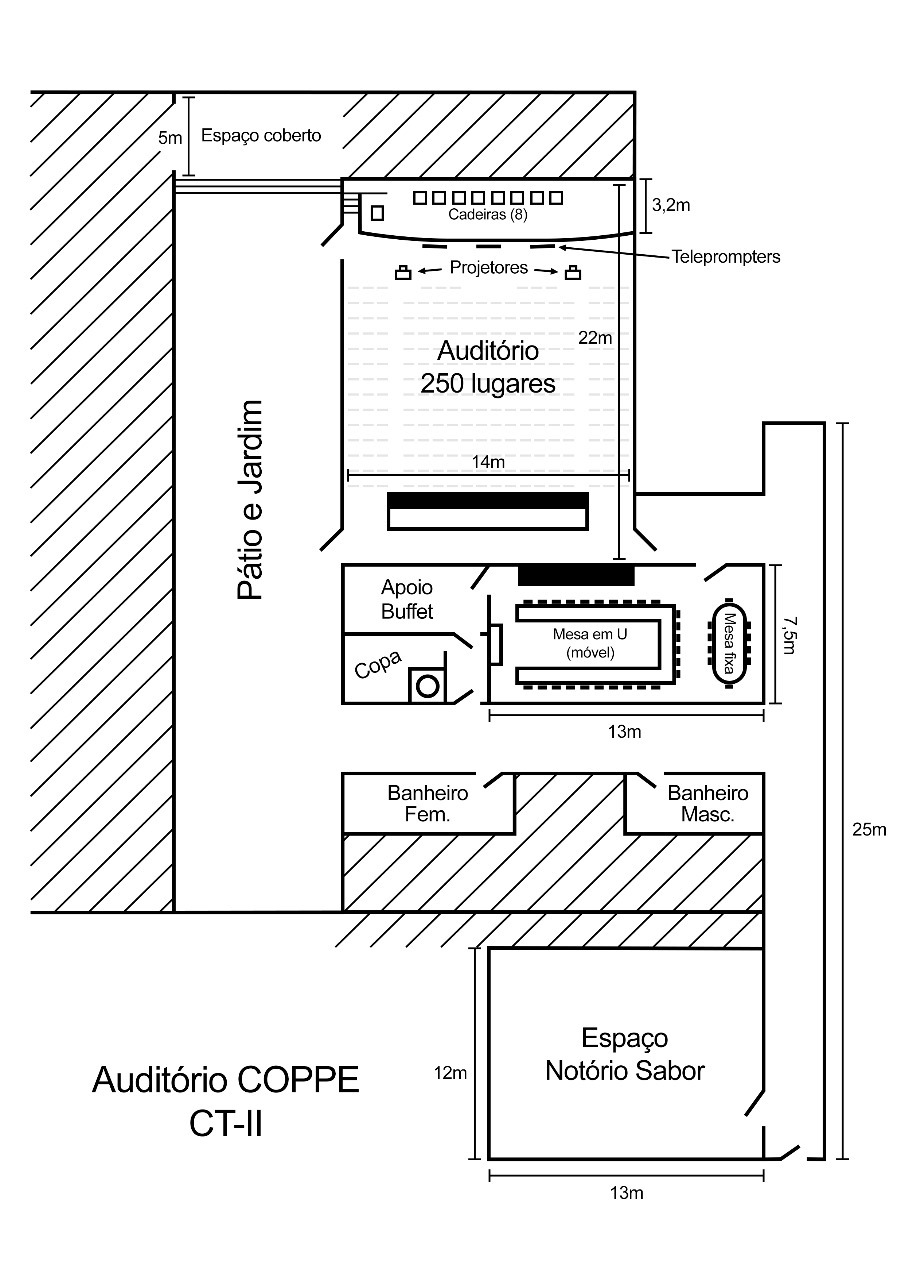 5m
Espaço coberto
3,2m
Cadeiras (8)
Teleprompters
Projetores
22m
Auditório
250 lugares
14m
Pátio e Jardim
Apoio
Buffet
Copa
Mesa em U
(móvel)
Mesa fixa
7,5m
13m
Banheiro
Fem.
Banheiro
Masc.
25m
Espaço
Notório Sabor
12m
13m
Auditório COPPE
CT-II